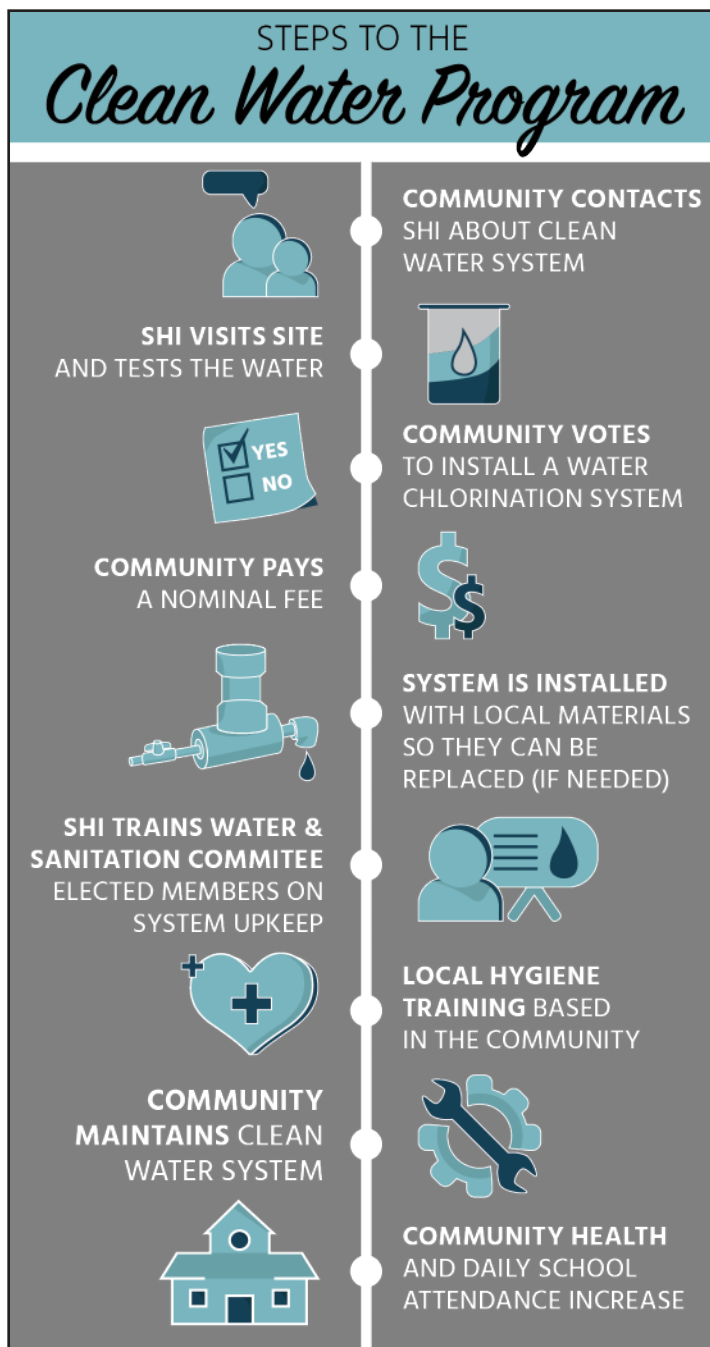 STEPS TO THE
Clean Water Program
COMMUNITY CONTACTS
SHI ABOUT CLEAN
WATER SYSTEM
SHI VISITS SITE
AND TESTS THE WATER
YES
NO
COMMUNITY VOTES
TO INSTALL A WATER
CHLORINATION SYSTEM
COMMUNITY PAYS
A NOMINAL FEE
$
$
SYSTEM IS INSTALLED
WITH LOCAL MATERIALS
SO THEY CAN BE
REPLACED (IF NEEDED)
SHI TRAINS WATER &
SANITATION COMMITEE
ELECTED MEMBERS ON
SYSTEM UPKEEP
LOCAL HYGIENE
TRAINING BASED
IN THE COMMUNITY
COMMUNITY
MAINTAINS CLEAN
WATER SYSTEM
COMMUNITY HEALTH
AND DAILY SCHOOL
ATTENDANCE INCREASE